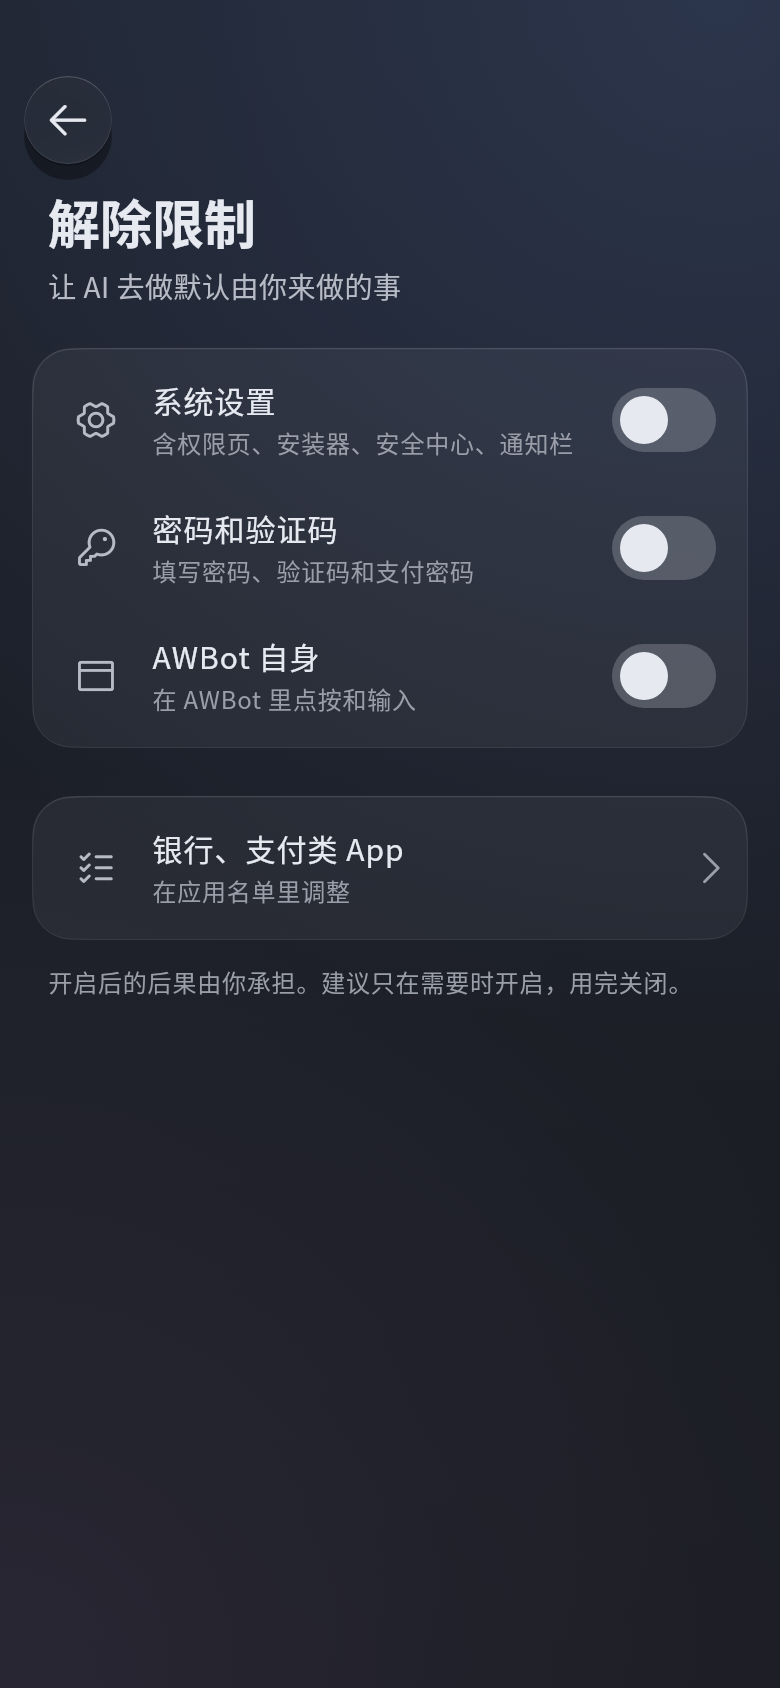 解除限制
让 AI 去做默认由你来做的事
系统设置
含权限页、安装器、安全中心、通知栏
密码和验证码
填写密码、验证码和支付密码
AWBot 自身
在 AWBot 里点按和输入
银行、支付类 App
在应用名单里调整
开启后的后果由你承担。建议只在需要时开启，用完关闭。